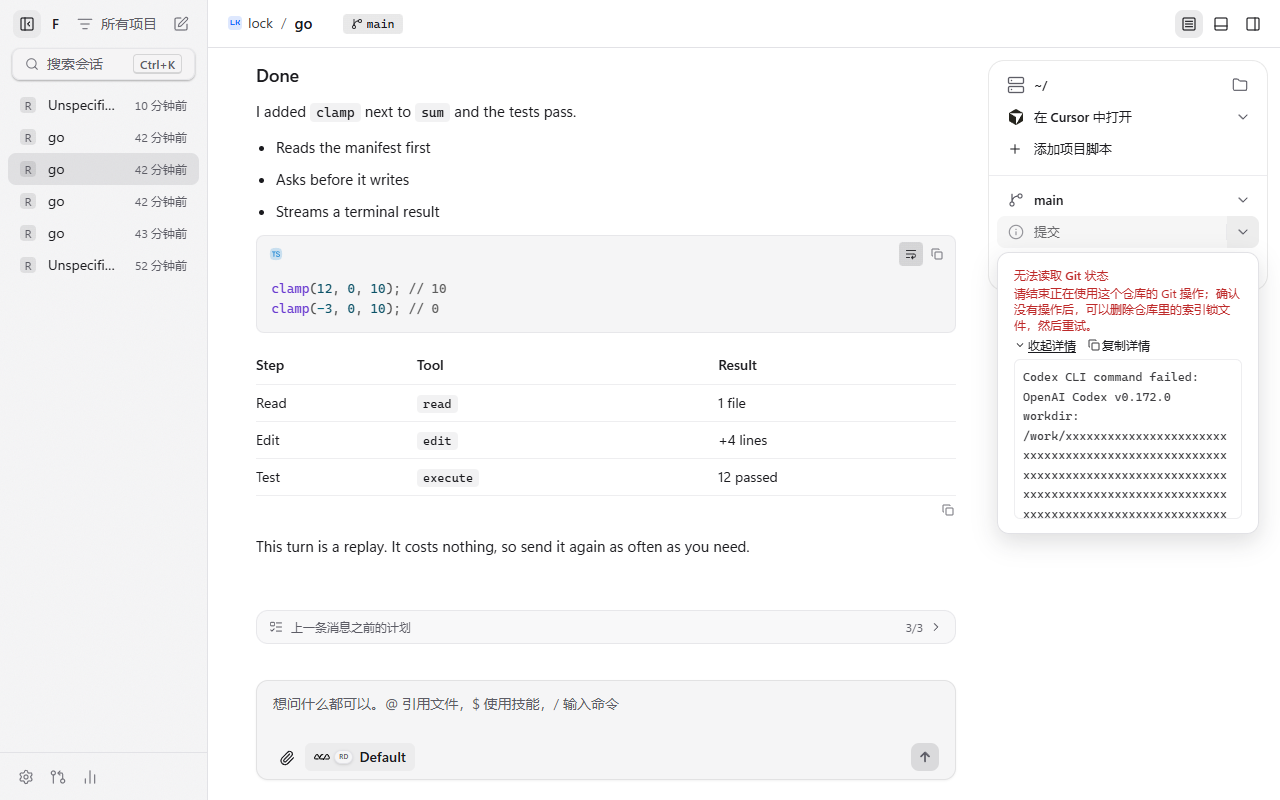 F
所有项目
搜索会话
Ctrl+K
R Unspecifi... 10 分钟前
R go 42 分钟前
R go 42 分钟前
R go 42 分钟前
R go 43 分钟前
R Unspecifi... 52 分钟前
LK lock / go
main
Done
I added clamp next to sum and the tests pass.
• Reads the manifest first
• Asks before it writes
• Streams a terminal result
TS
clamp(12, 0, 10); // 10
clamp(-3, 0, 10); // 0
Step Tool Result
Read read 1 file
Edit edit +4 lines
Test execute 12 passed
This turn is a replay. It costs nothing, so send it again as often as you need.
上一条消息之前的计划 3/3
想问什么都可以。@ 引用文件，$ 使用技能，/ 输入命令
RD Default
~/
在 Cursor 中打开
添加项目脚本
main
提交
无法读取 Git 状态
请结束正在使用这个仓库的 Git 操作；确认
没有操作后，可以删除仓库里的索引锁文
件，然后重试。
收起详情 复制详情
Codex CLI command failed:
OpenAI Codex v0.172.0
workdir:
/work/xxxxxxxxxxxxxxxxxxxxxxx
xxxxxxxxxxxxxxxxxxxxxxxxxxxxx
xxxxxxxxxxxxxxxxxxxxxxxxxxxxx
xxxxxxxxxxxxxxxxxxxxxxxxxxxxx
xxxxxxxxxxxxxxxxxxxxxxxxxxxxx